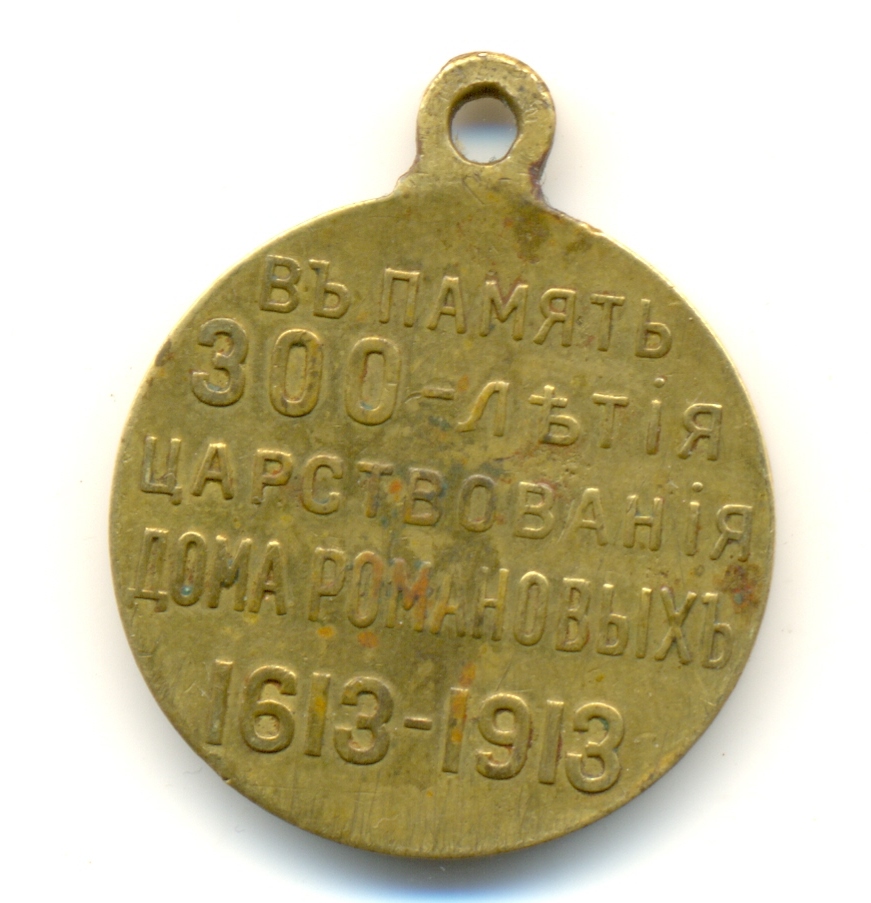 ВЪ ПАМЯТЬ
300-лѣтія
ЦАРСТВОВАНІЯ
ДОМА РОМАНОВЫХЪ
1613-1913